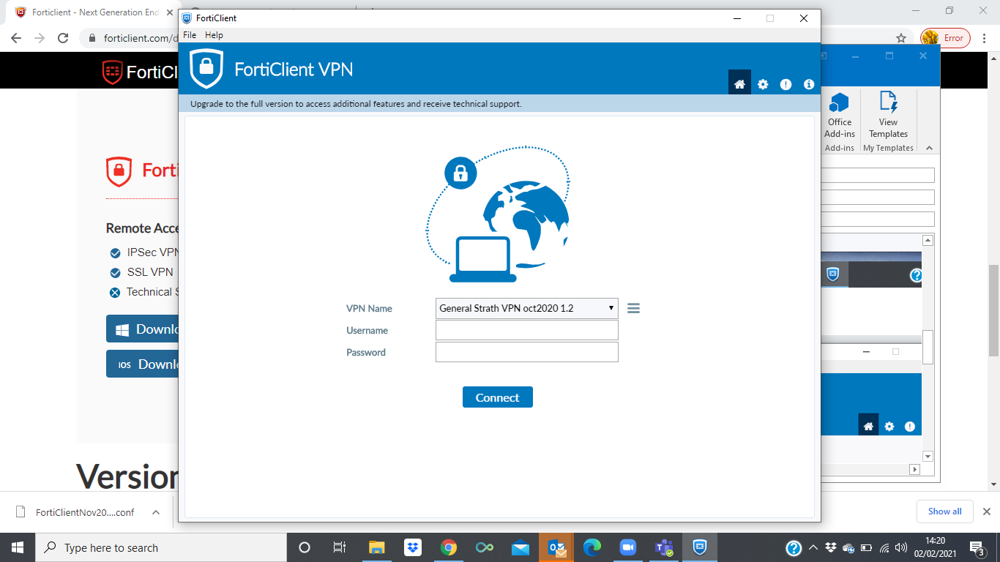 Forticlient - Next Generation End
forticlient.com/d
Error
FortiCl
Forti
Remote Acce
IPSec VPN
SSL VPN
Technical S
Downlo
iOS Downlo
Version
FortiClient
File Help
FortiClient VPN
Upgrade to the full version to access additional features and receive technical support.
VPN Name
General Strath VPN oct2020 1.2
Username
Password
Connect
Office
Add-ins
View
Templates
Add-ins
My Templates
FortiClientNov20....conf
Show all
Type here to search
14:20
02/02/2021
3